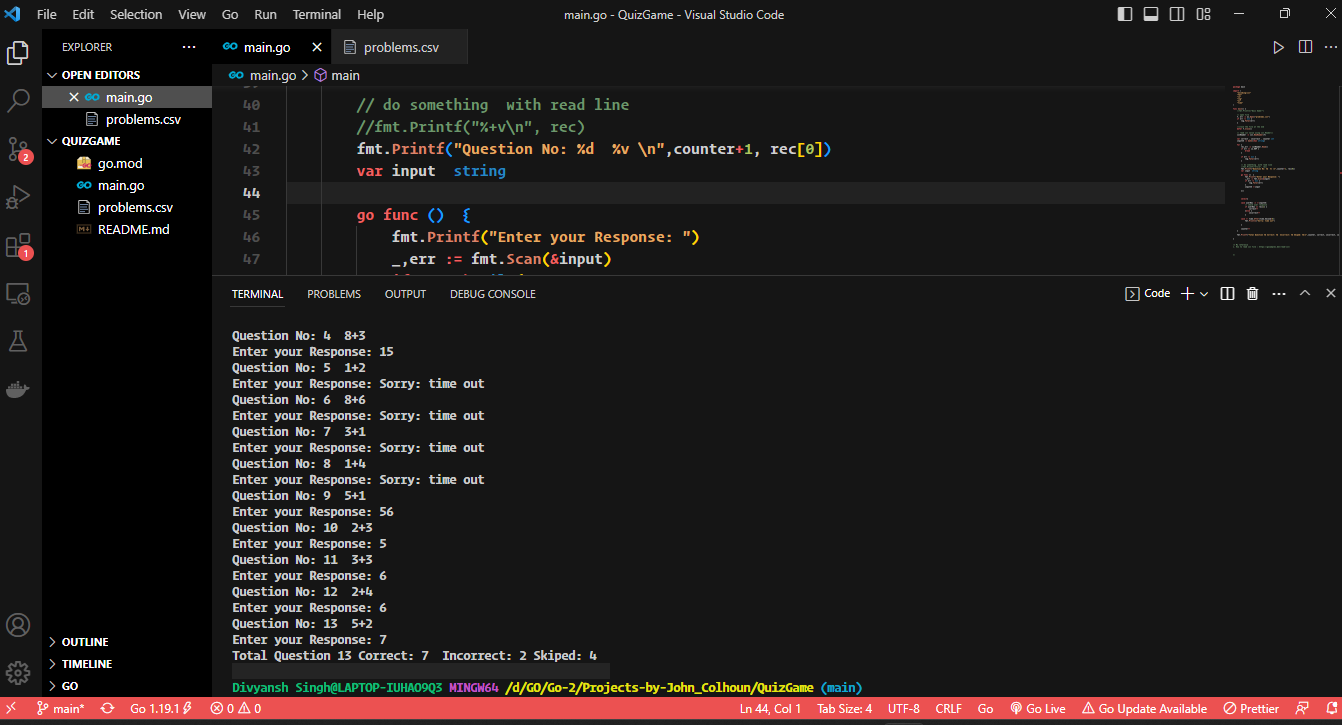 File Edit Selection View Go Run Terminal Help main.go - QuizGame - Visual Studio Code
EXPLORER ··· main.go problems.csv
OPEN EDITORS
main.go
problems.csv
QUIZGAME
go.mod
main.go
problems.csv
README.md
OUTLINE
TIMELINE
GO
2
1
main.go > main
40 // do something  with read line
41 //fmt.Printf("%+v\n", rec)
42 fmt.Printf("Question No: %d  %v \n",counter+1, rec[0])
43 var input  string
44
45 go func ()  {
46 fmt.Printf("Enter your Response: ")
47 _,err := fmt.Scan(&input)
TERMINAL PROBLEMS OUTPUT DEBUG CONSOLE Code
Question No: 4  8+3
Enter your Response: 15
Question No: 5  1+2
Enter your Response: Sorry: time out
Question No: 6  8+6
Enter your Response: Sorry: time out
Question No: 7  3+1
Enter your Response: Sorry: time out
Question No: 8  1+4
Enter your Response: Sorry: time out
Question No: 9  5+1
Enter your Response: 56
Question No: 10  2+3
Enter your Response: 5
Question No: 11  3+3
Enter your Response: 6
Question No: 12  2+4
Enter your Response: 6
Question No: 13  5+2
Enter your Response: 7
Total Question 13 Correct: 7  Incorrect: 2 Skiped: 4
Divyansh Singh@LAPTOP-IUHAO9Q3 MINGW64 /d/GO/Go-2/Projects-by-John_Colhoun/QuizGame (main)
main* Go 1.19.1 0 0 Ln 44, Col 1 Tab Size: 4 UTF-8 CRLF Go Go Live Go Update Available Prettier